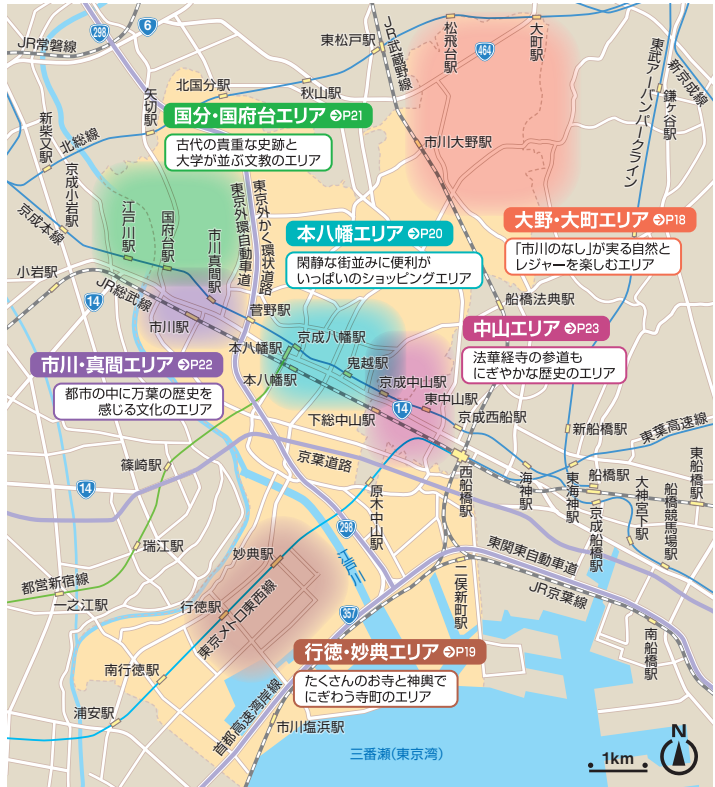 298
6
JR常磐線
東松戸駅
JR武蔵野線
松飛台駅
464
大町駅
東武アーバンパークライン
新京成線
鎌ヶ谷駅
北国分駅
秋山駅
矢切駅
新柴又駅
北総線
国分・国府台エリア P21
古代の貴重な史跡と
大学が並ぶ文教のエリア
市川大野駅
京成小岩駅
京成本線
江戸川駅
国府台駅
市川真間駅
東京外環自動車道
東京外かく環状道路
大野・大町エリア P18
「市川のなし」が実る自然と
レジャーを楽しむエリア
本八幡エリア P20
閑静な街並みに便利が
いっぱいのショッピングエリア
小岩駅
JR総武線
14
市川駅
菅野駅
船橋法典駅
京成八幡駅
本八幡駅
鬼越駅
中山エリア P23
法華経寺の参道も
にぎやかな歴史のエリア
市川・真間エリア P22
都市の中に万葉の歴史を
感じる文化のエリア
本八幡駅
京成中山駅
東中山駅
14
下総中山駅
京成西船駅
新船橋駅
東葉高速線
東船橋駅
篠崎駅
京葉道路
14
原木中山駅
西船橋駅
海神駅
東海神駅
船橋駅
京成船橋駅
大神宮下駅
船橋競馬場駅
298
江戸川
瑞江駅
妙典駅
都営新宿線
一之江駅
行徳駅
東京メトロ東西線
357
東関東自動車道
二俣新町駅
JR京葉線
南船橋駅
行徳・妙典エリア P19
たくさんのお寺と神輿で
にぎわう寺町のエリア
南行徳駅
浦安駅
首都高速湾岸線
市川塩浜駅
三番瀬(東京湾)
1km
N